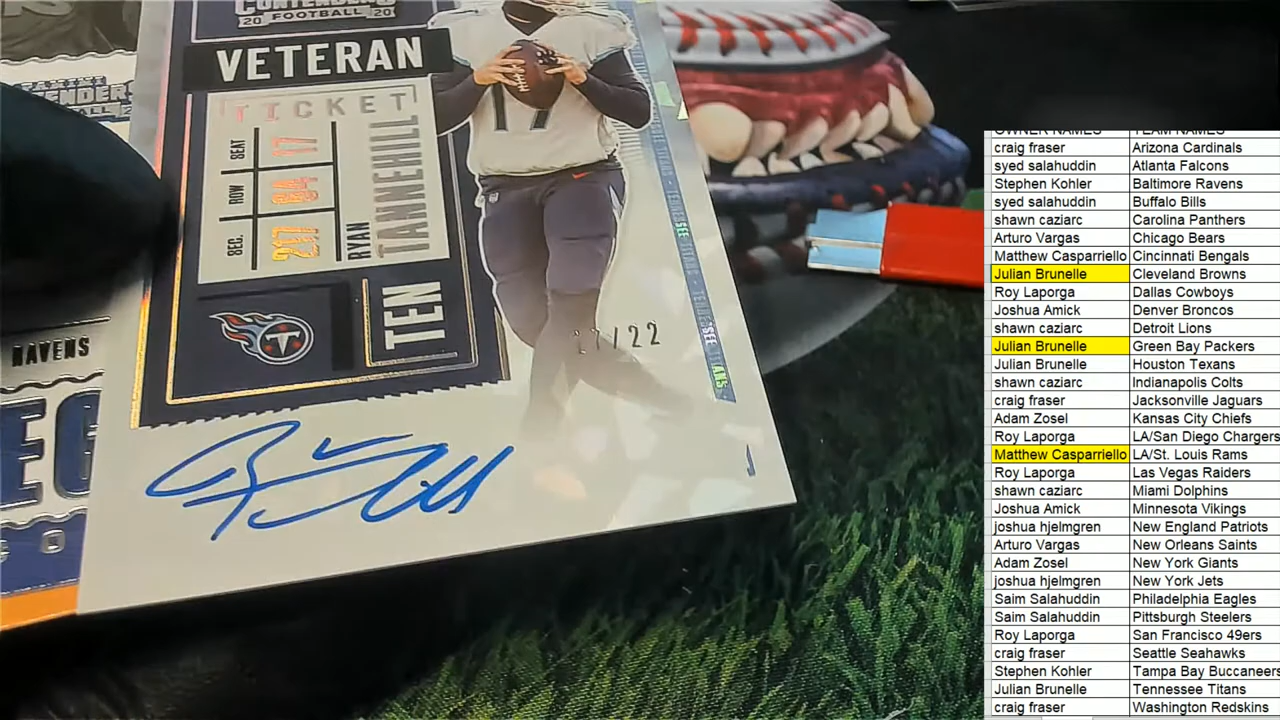 CONTENDERS
20 FOOTBALL 20
VETERAN
TICKET
SEAT 17
ROW 04
SEC. 217
RYAN
TANNEHILL
TEN
17
/22
RAVENS
TENNESSEE TITANS
OWNER NAMES TEAM NAMES
craig fraser Arizona Cardinals
syed salahuddin Atlanta Falcons
Stephen Kohler Baltimore Ravens
syed salahuddin Buffalo Bills
shawn caziarc Carolina Panthers
Arturo Vargas Chicago Bears
Matthew Casparriello Cincinnati Bengals
Julian Brunelle Cleveland Browns
Roy Laporga Dallas Cowboys
Joshua Amick Denver Broncos
shawn caziarc Detroit Lions
Julian Brunelle Green Bay Packers
Julian Brunelle Houston Texans
shawn caziarc Indianapolis Colts
craig fraser Jacksonville Jaguars
Adam Zosel Kansas City Chiefs
Roy Laporga LA/San Diego Chargers
Matthew Casparriello LA/St. Louis Rams
Roy Laporga Las Vegas Raiders
shawn caziarc Miami Dolphins
Joshua Amick Minnesota Vikings
joshua hjelmgren New England Patriots
Arturo Vargas New Orleans Saints
Adam Zosel New York Giants
joshua hjelmgren New York Jets
Saim Salahuddin Philadelphia Eagles
Saim Salahuddin Pittsburgh Steelers
Roy Laporga San Francisco 49ers
craig fraser Seattle Seahawks
Stephen Kohler Tampa Bay Buccaneers
Julian Brunelle Tennessee Titans
craig fraser Washington Redskins